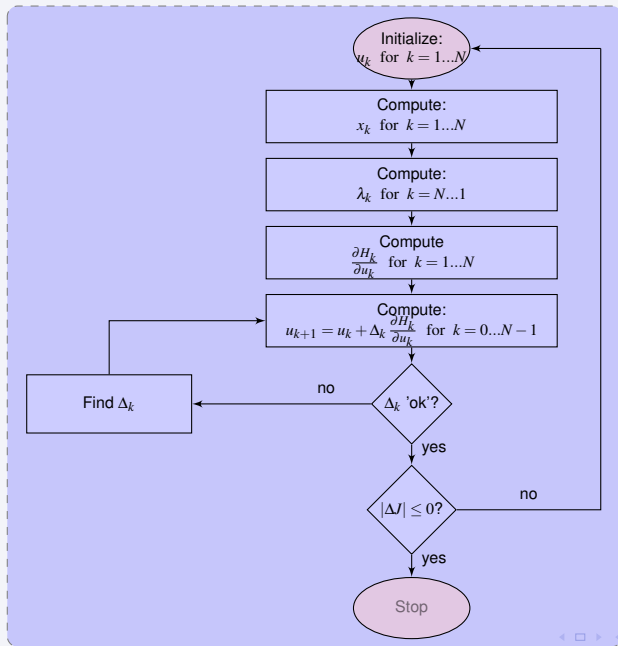 Initialize:
u_k for k = 1...N
Compute:
x_k for k = 1...N
Compute:
λ_k for k = N...1
Compute
∂H_k/∂u_k for k = 1...N
Compute:
u_{k+1} = u_k + Δ_k ∂H_k/∂u_k for k = 0...N − 1
Find Δ_k
no
Δ_k 'ok'?
yes
|ΔJ| ≤ 0?
no
yes
Stop